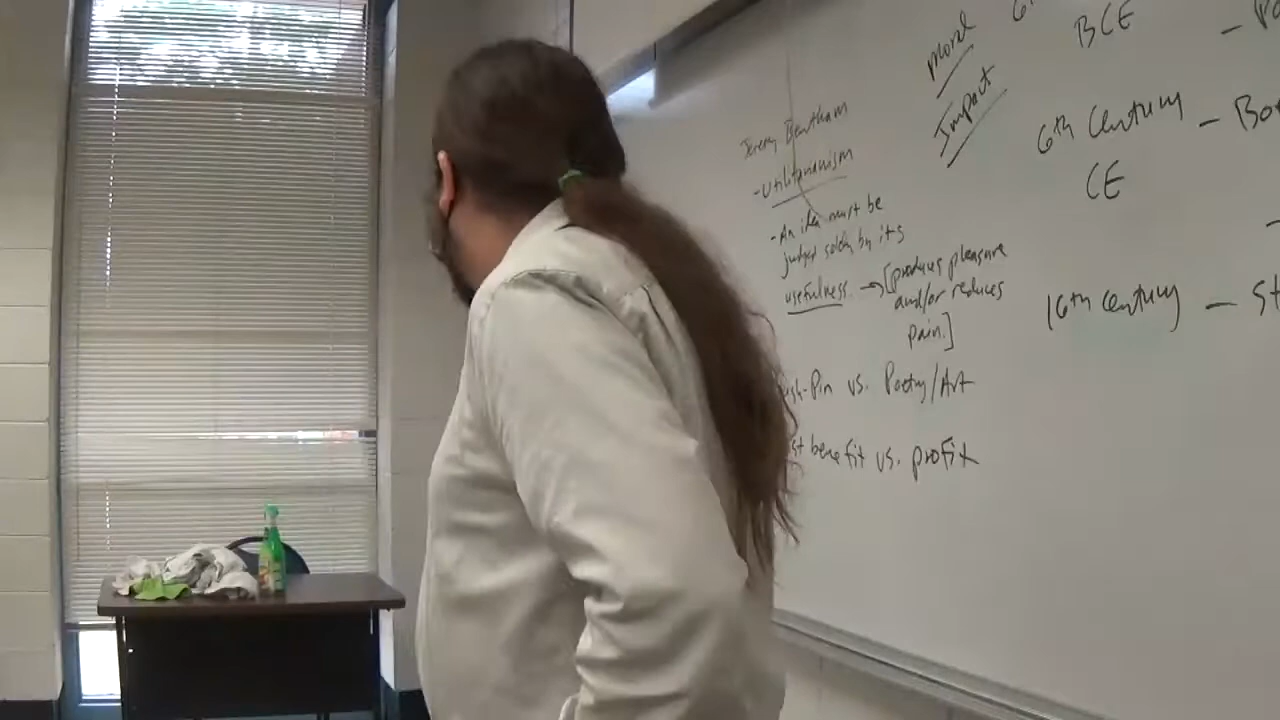 Jeremy Bentham
- Utilitarianism
- An idea must be
judged solely by its
usefulness → [produces pleasure
and/or reduces
pain.]
-Pin vs. Poetry/Art
benefit vs. profit
Moral
Impact
BCE
6th Century -
CE
16th Century -